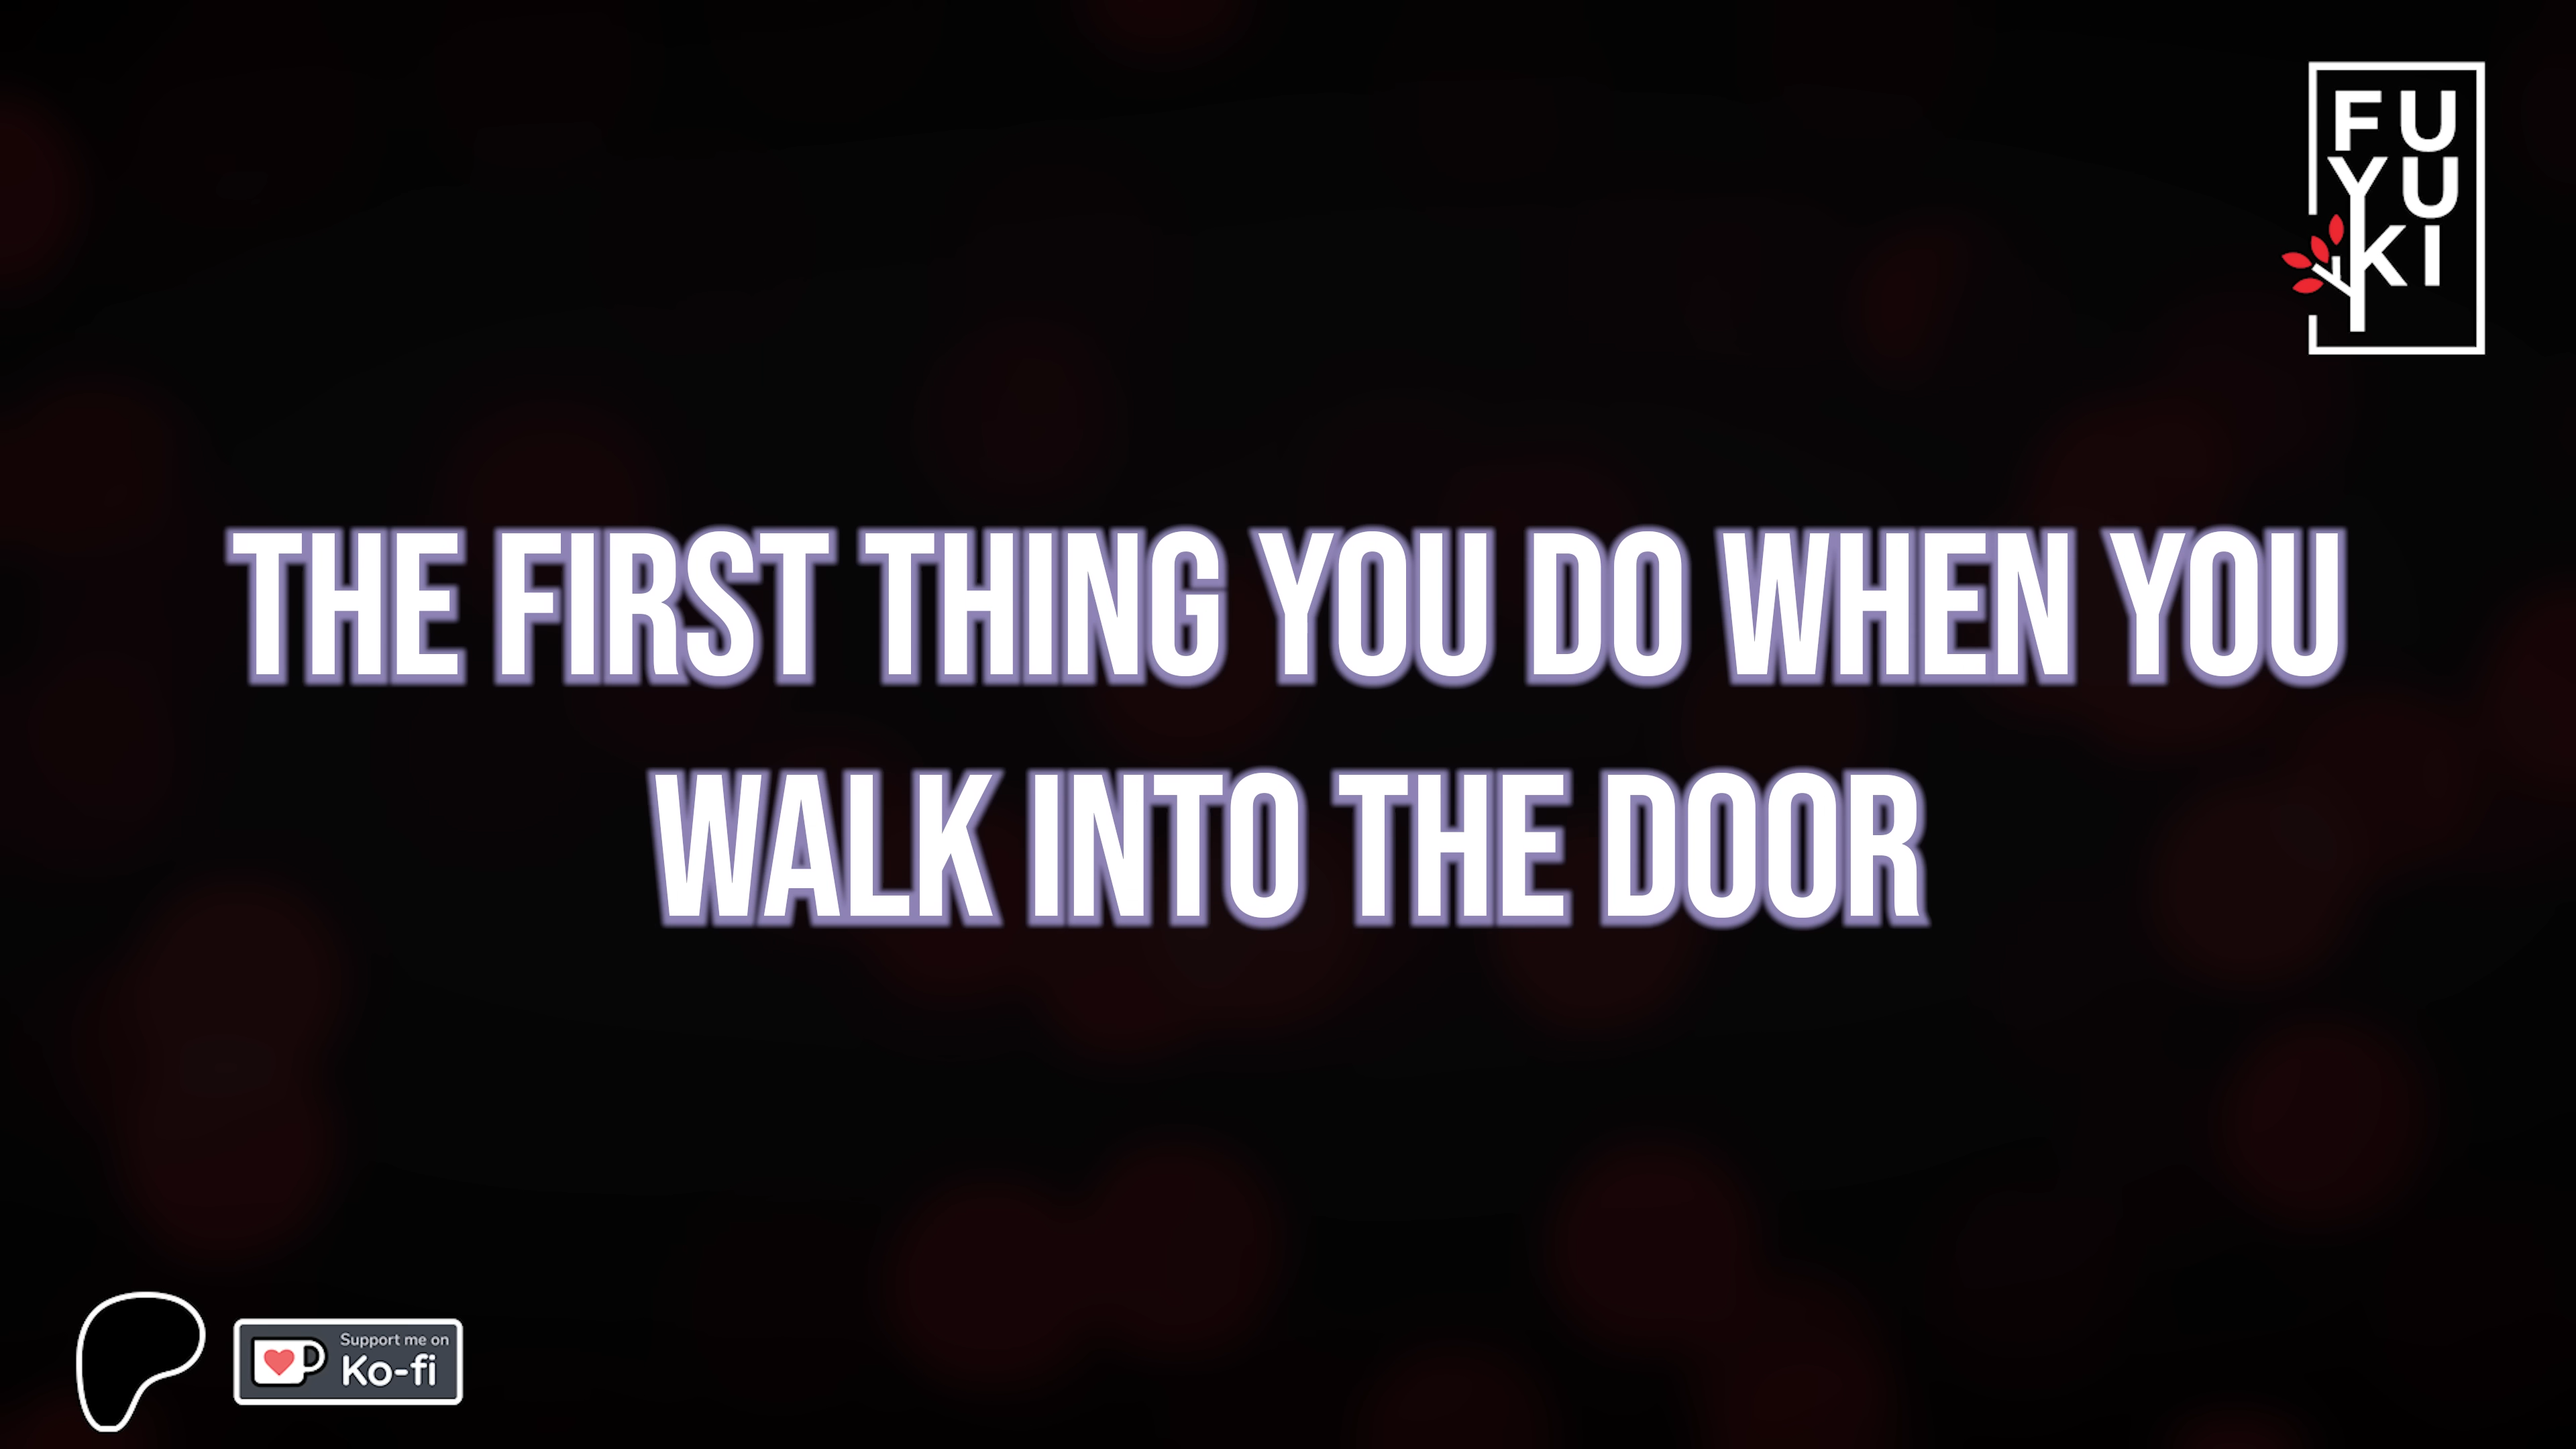 FU
YU
KI
THE FIRST THING YOU DO WHEN YOU
WALK INTO THE DOOR
Support me on
Ko-fi